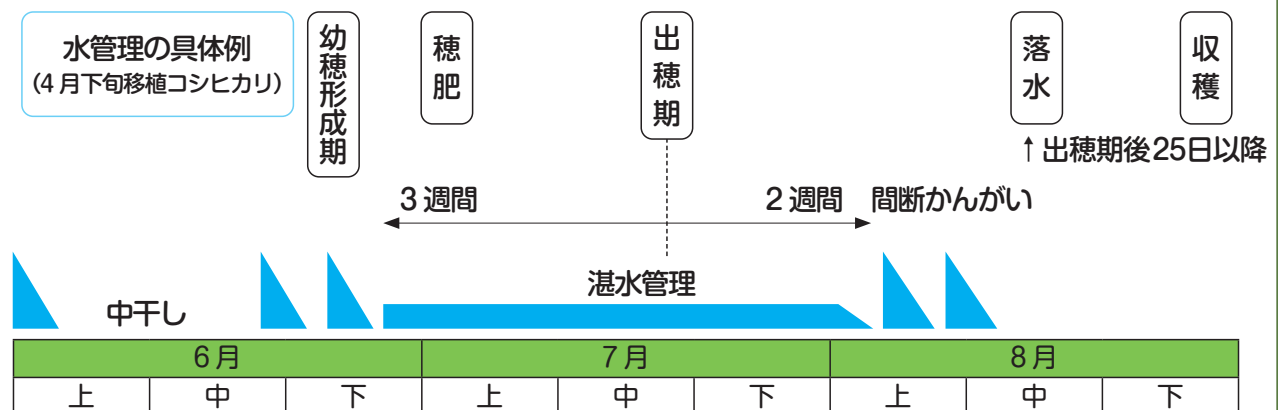 水管理の具体例
(4月下旬移植コシヒカリ)
幼穂形成期
穂肥
出穂期
落水
収穫
↑出穂期後25日以降
3週間
2週間
間断かんがい
中干し
湛水管理
6月
7月
8月
上 中 下 上 中 下 上 中 下